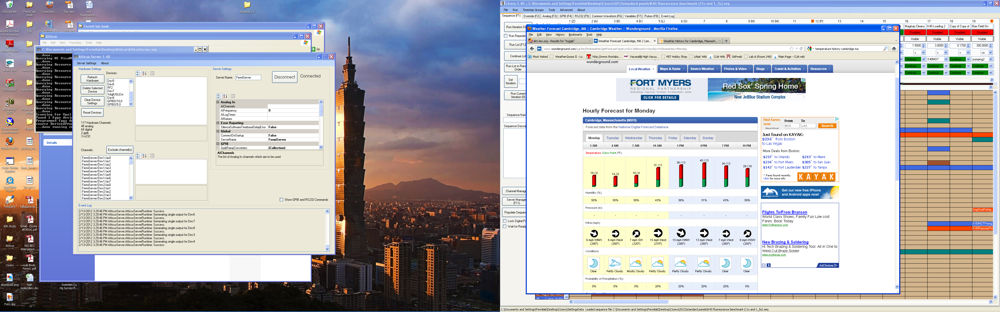 Recycle Bin
Fermil lab book
iTunesSetu...
fig1.eps
mot flouresence...
Simplicio 1.5
Adobe Acrobat 8 Professional
figs
fig2.eps
Adobe Reader X
loamp
Andor iXon
New Folder
DWGeditor
Opal Kelly
eDrawings 2007
orders by group
Measurement & Automation
Papers
Mozilla Firefox
grating_mo...
Order Printer Supplies
laser_beam...
QuickTime Player
WinEdt 6
fallapproval...
40K study
Gmail - Quote - #54816.pdf
Atticus
k41 BEC emergence...
Cicero
Lab Book Fermi1.pdf
download.png
NaK molecules.xlsx
Zwierlein Cu Hg Survey-fi...
Foto.jpg
Fermil lab book
Go
Atticus
File Edit View Favorites Tools Help
Details
C:\Documents and Settings\Fermilab\Desktop\Atticus\AtticusServer.exe
...done.
Querying NI VisaNS
...done.
Querying Resource
...done.
Querying Resource
...done.
Querying Resource
...done.
Querying Resource
...done.
Querying Resource
...done.
Querying Resource
...done.
Querying Resource
...done.
Querying Resource
...done.
Scanning for Opal
Found 1 fpga devic
Programmed fpga de
source DerivedFrom
...done running re
Atticus Server 1.40
Server Settings About
Hardware Settings
Refresh Hardware
Delete Selected Device
Clear Device Settings
Reset Devices
Devices:
Dev5
Dev6
RF2
Dev7
VdqjfUGLEm
Dev8
GPIB0/10,0
GPIB0/5,0
117 Hardware Channels:
48 analog
64 digital
2 gpib
3 rs232
Channels:
Exclude channel(s)
FermiServer/Dev1/ao0
FermiServer/Dev1/ao1
FermiServer/Dev1/ao2
FermiServer/Dev1/ao3
FermiServer/Dev1/ao4
FermiServer/Dev1/ao5
FermiServer/Dev1/ao6
FermiServer/Dev1/ao7
FermiServer/Dev2/ao0
FermiServer/Dev2/ao1
FermiServer/Dev2/ao2
FermiServer/Dev2/ao3
FermiServer/Dev2/ao4
Server Settings
Server Name: FermiServer
Disconnect
Connected
Analog In
AIChannels
AIFrequency 0
AILogTimes
AINames
Error Reporting
SilenceSoftwareTimebaseDelayError False
Global
ConnectOnStartup False
ServerName FermiServer
GPIB
GpibRampConverters (Collection)
AIChannels
The list of Analog In channels which are to be used
Show GPIB and RS232 Commands
Event Log
2/13/2012 3:29:46 PM AtticusServer.AtticusServerRuntime: Success.
2/13/2012 3:29:46 PM AtticusServer.AtticusServerRuntime: Generating single output for Dev6
2/13/2012 3:29:46 PM AtticusServer.AtticusServerRuntime: Success.
2/13/2012 3:29:46 PM AtticusServer.AtticusServerRuntime: Generating single output for Dev7
2/13/2012 3:29:46 PM AtticusServer.AtticusServerRuntime: Success.
2/13/2012 3:29:46 PM AtticusServer.AtticusServerRuntime: Generating single output for Dev8
2/13/2012 3:29:46 PM AtticusServer.AtticusServerRuntime: Success.
2/13/2012 3:29:46 PM AtticusServer.AtticusServerRuntime: Generating single output for Dev3
2/13/2012 3:29:46 PM AtticusServer.AtticusServerRuntime: Success.
2/13/2012 3:29:46 PM AtticusServer.AtticusServerRuntime: Generating single output for Dev4
2/13/2012 3:29:46 PM AtticusServer.AtticusServerRuntime: Success.
Cicero 1.40 | C:\Documents and Settings\Fermilab\Desktop\Cicero\2012\standard panels\K40 fluorescence benchmark (11s and 1_5s).seq
File Run Timestep Groups Tools Advanced About
Sequence (F1) Override (F2) Analog (F3) GPIB (F4) RS232 (F5) Common Waveform (F6) Variables (F7) Pulses (F8) Event Log
1 (Z) 2 (A) 3 (B) 4 (K) 5 (L) 6 (S) 7 8 9 (N) 10 (M) 11 12 (P) 13 14 15 16 17 18 19
Run Iteration 0
Run Repeate
Run List (F12
Continue List
Run List in Rand Order
Set Iteration
Run Current Iteration (0)
Sequence Nam
Sequence Descrip
Channel Manage
Server Manage (F11)
Populate Sequen
Lock Digital Pa
Wait for Ready
Magtrap Cleanu K40 Loading 2 Copy of Copy of Bias Field On
Disabled Disabled Disabled Disabled
Visible Visible Visible Visible
1.5000 3.0000 0.1700 300.0000
s s s us
Continue K40MOT Continue pumping2
Continue Continue Continue Continue
Continue Continue Continue Continue
ImgShutPretrig
K40MOTPretrig
K40RepumpPre
Weather Forecast Cambridge, MA | Cambridge Weather | Wunderground - Mozilla Firefox
File Edit View History Bookmarks Tools Help
dict.leo.org - Results for "toggle"
Weather Forecast Cambridge, MA | Cam...
Weather History for Cambridge, Massach...
www.wunderground.com/cgi-bin/findweather/getForecast?query=02138&hourly=1&yday=43&weekday=Monday
temperature history cambridge ma
Most Visited WeatherGoose II - Lo... http://www.thorlabs... Vacseal® High Vacuu... MIT Hobby Shop LiNaK Wiki CUA Wiki SAPweb Lab A (Room 248) Main Page - CUA wiki
wunderground.com
Local Weather Maps & Radar Severe Weather Photos & Video Blogs Travel & Activities Resources
FORT MYERS
REGIONAL PARTNERSHIP
Bonita Springs - Cape Coral - Fort Myers - Fort Myers Beach - Sanibel
CLICK FOR DETAILS
Red Sox' Spring Home
New JetBlue Stadium Complex
Hourly Forecast for Monday
Cambridge, Massachusetts (NDFD)
Forecast data from the National Digital Forecast Database
Monday Tuesday Wednesday Thursday Friday Saturday Sunday
1 AM 4 AM 7 AM 10 AM 1 PM 4 PM 7 PM 10 PM
Temperature / Dew Point (°F):
16 / 0 14 / 0 16 / 4 31 / 11 36 / 13 40 / 13 34 / 13 29 / 16
Humidity (%):
50% 50% 58% 43% 36% 31% 43% 59%
Pressure (in):
- - - - - - - -
Wind (mph):
6 mph WNW (290°) 6 mph West (260°) 7 mph SW (220°) 15 mph West (270°) 15 mph WNW (290°) 13 mph West (280°) 7 mph West (260°) 6 mph WSW (250°)
Conditions:
Clear Partly Cloudy Mostly Cloudy Partly Cloudy Partly Cloudy Partly Cloudy Clear Clear
Probability of Precipitation (%):
0% 0% 0% 20% 20% 20% 20% 0%
Find fares now
About this ad
From To
BOS LAS
Search
Just found on KAYAK:
$234^ from Boston
to Las Vegas
More Deals from Boston:
$237^ to Orlando $243^ to Miami
$234^ to Fort Myers $305^ to San Juan
$142^ to Fort Lauderdale $227^ to Tampa
^ Fares found recently.
Click for more info
KAYAK
wunderground.com
Get our new free iPhone and Android apps now!
Flights To/From Branson
World Class Shows, Family Fun Low cost Fares. Book Today.
www.FlyBranson.com
New Brazing & Soldering
Hi Tech Brazing & Soldering Tool. All in One to Weld,Cut,Braze,Solder
www.multiplaz.com
AdChoices
C:\Documents and Settings\Fermilab\Desktop\Cicero\SettingsData Loaded sequence file C:\Documents and Settings\Fermilab\Desktop\Cicero\2012\standard panels\K40 fluorescence benchmark (11s and 1_5s).seq